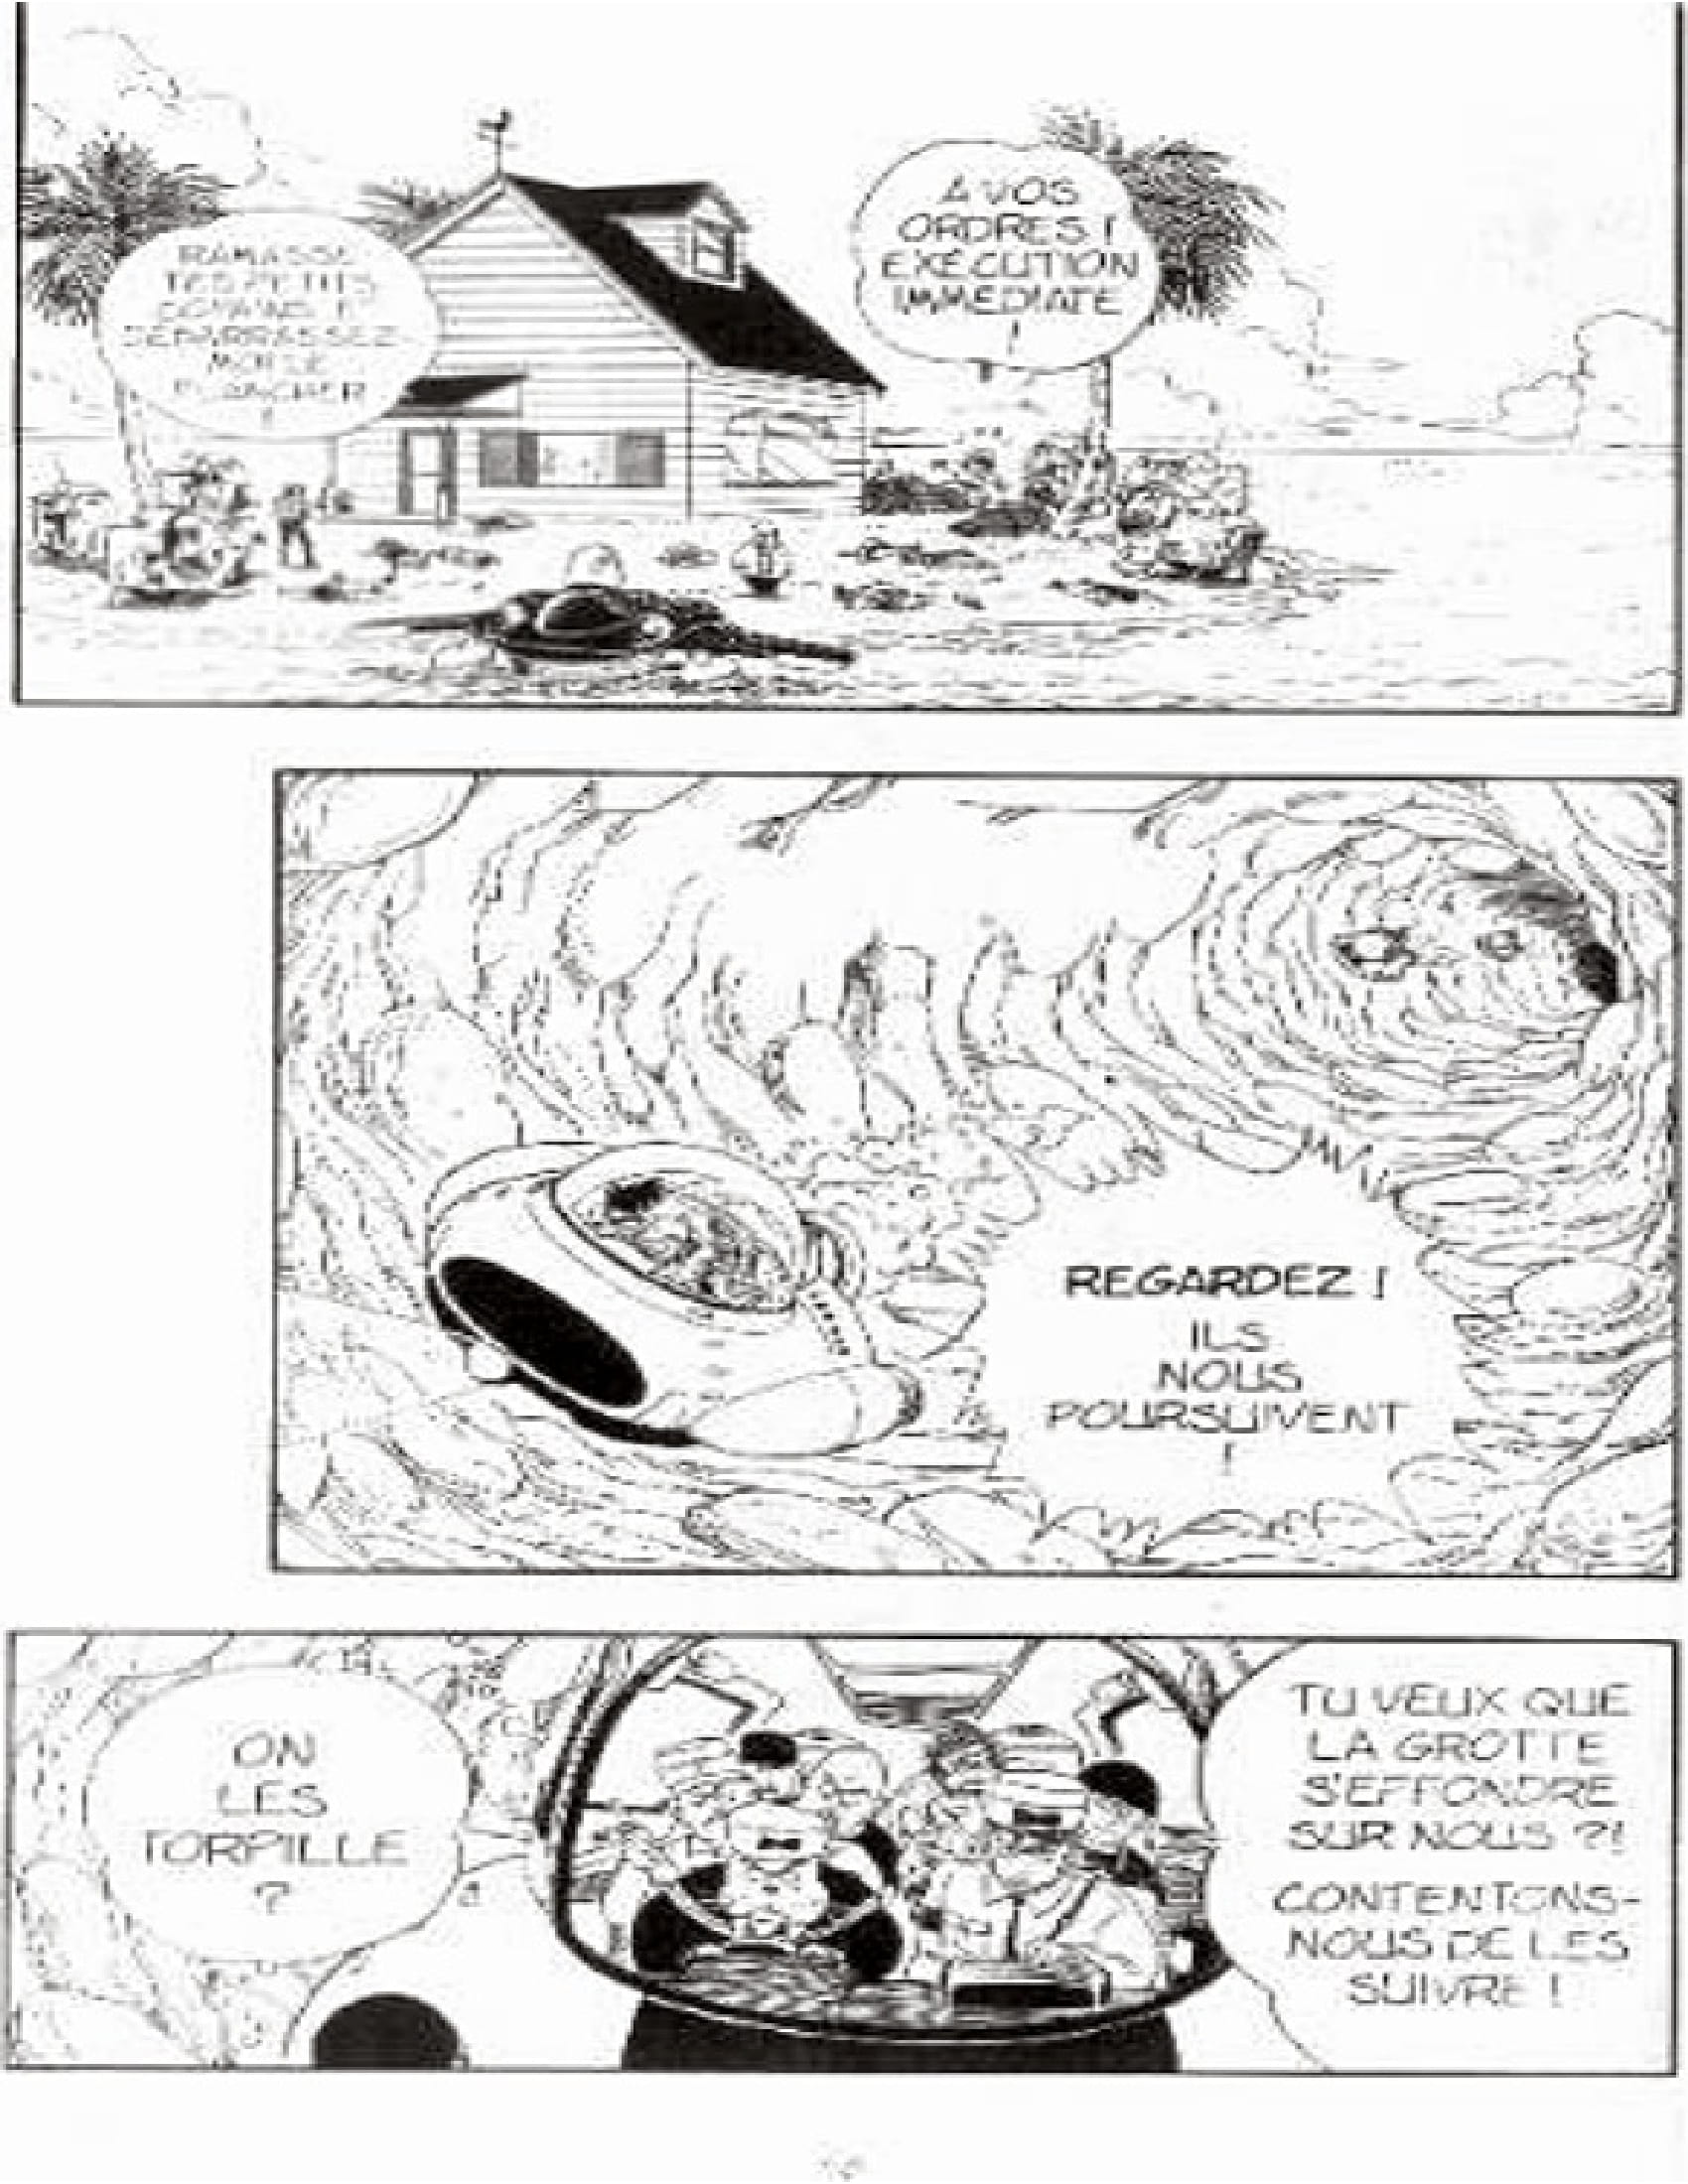 RAMASSE
TES PETITS
COPAINS ET
DÉBARRASSEZ-
MOI LE
PLANCHER
!
À VOS
ORDRES !
EXÉCUTION
IMMÉDIATE
!
REGARDEZ !
ILS
NOUS
POURSUIVENT
!
ON
LES
TORPILLE
?
TU VEUX QUE
LA GROTTE
S'EFFONDRE
SUR NOUS ?!
CONTENTONS-
NOUS DE LES
SUIVRE !